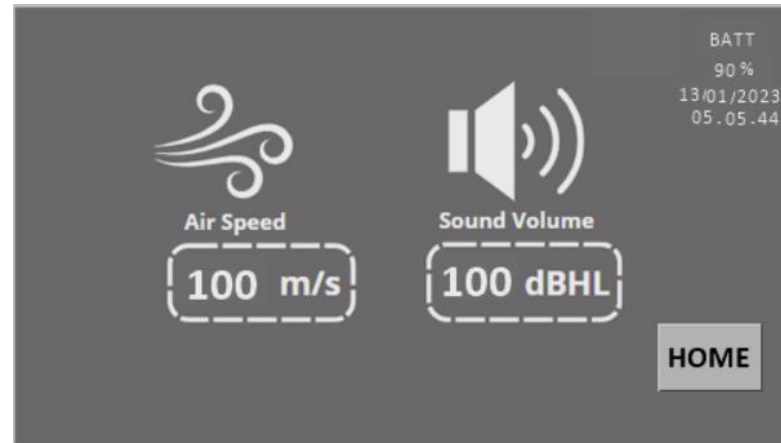 BATT
90%
13/01/2023
05.05.44
Air Speed
Sound Volume
100 m/s
100 dBHL
HOME